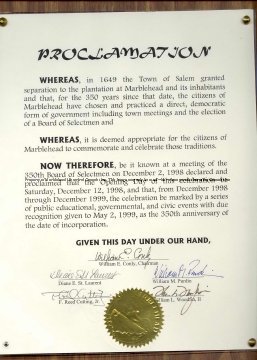 PROCLAMATION
WHEREAS, in 1649 the Town of Salem granted
separation to the plantation at Marblehead and its inhabitants
and that, for the 350 years since that date, the citizens of
Marblehead have chosen and practiced a direct, democratic
form of government including town meetings and the election
of a Board of Selectmen and
WHEREAS, it is deemed appropriate for the citizens of
Marblehead to commemorate and celebrate those traditions.
NOW THEREFORE, be it known at a meeting of the
350th Board of Selectmen on December 2, 1998 declared and
proclaimed that the Opening Day of this celebration is
Saturday, December 12, 1998, and that, from December 1998
through December 1999, the celebration be marked by a series
of public educational, governmental, and civic events with due
recognition given to May 2, 1999, as the 350th anniversary of
the date of incorporation.
GIVEN THIS DAY UNDER OUR HAND,
William E. Conly, Chairman
Diane E. St. Laurent
William M. Purdin
F. Reed Cutting, Jr.
William L. Woodfin, II